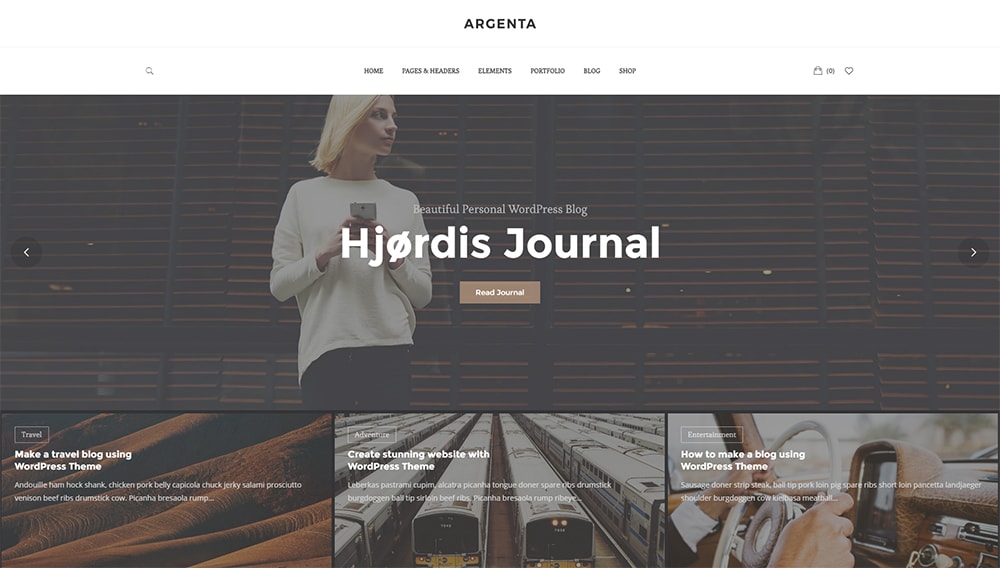 ARGENTA
HOME PAGES & HEADERS ELEMENTS PORTFOLIO BLOG SHOP (0)
Beautiful Personal WordPress Blog
Hjørdis Journal
Read Journal
Travel
Make a travel blog using
WordPress Theme
Andouille ham hock shank, chicken pork belly capicola chuck jerky salami prosciutto
venison beef ribs drumstick cow. Picanha bresaola rump...
Adventure
Create stunning website with
WordPress Theme
Leberkas pastrami cupim, alcatra picanha tongue doner spare ribs drumstick
burgdoggen ball tip sirloin beef ribs. Picanha bresaola rump ribeye...
Entertainment
How to make a blog using
WordPress Theme
Sausage doner strip steak, ball tip pork loin pig spare ribs short loin pancetta landjaeger
shoulder burgdoggen cow kielbasa meatball...